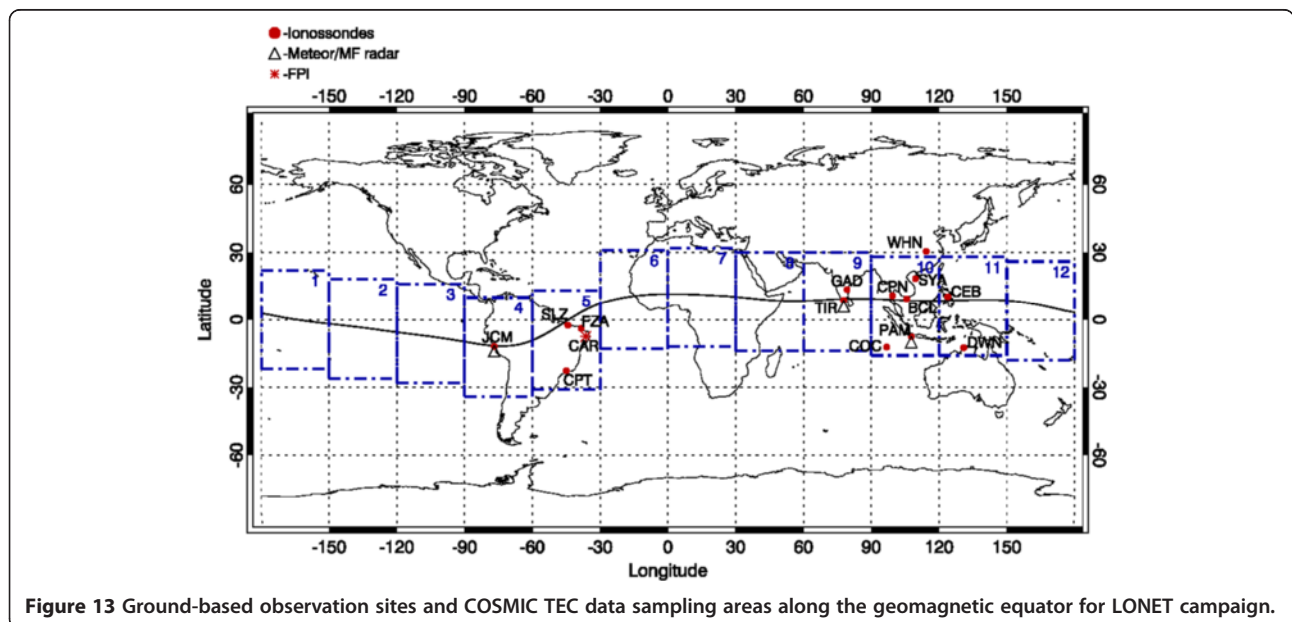 -Ionossondes
-Meteor/MF radar
-FPI
-150 -120 -90 -60 -30 0 30 60 90 120 150
60 60
WHN
30 30
6 7 8 9 10 11 12
1 2 3 4 5
GAD CPN SYA CEB
TIR BCL
Latitude
0 0
SLZ FZA
JCM CAR
PAM
COC DWN
CPT
-30 -30
-60 -60
-150 -120 -90 -60 -30 0 30 60 90 120 150
Longitude
Figure 13 Ground-based observation sites and COSMIC TEC data sampling areas along the geomagnetic equator for LONET campaign.